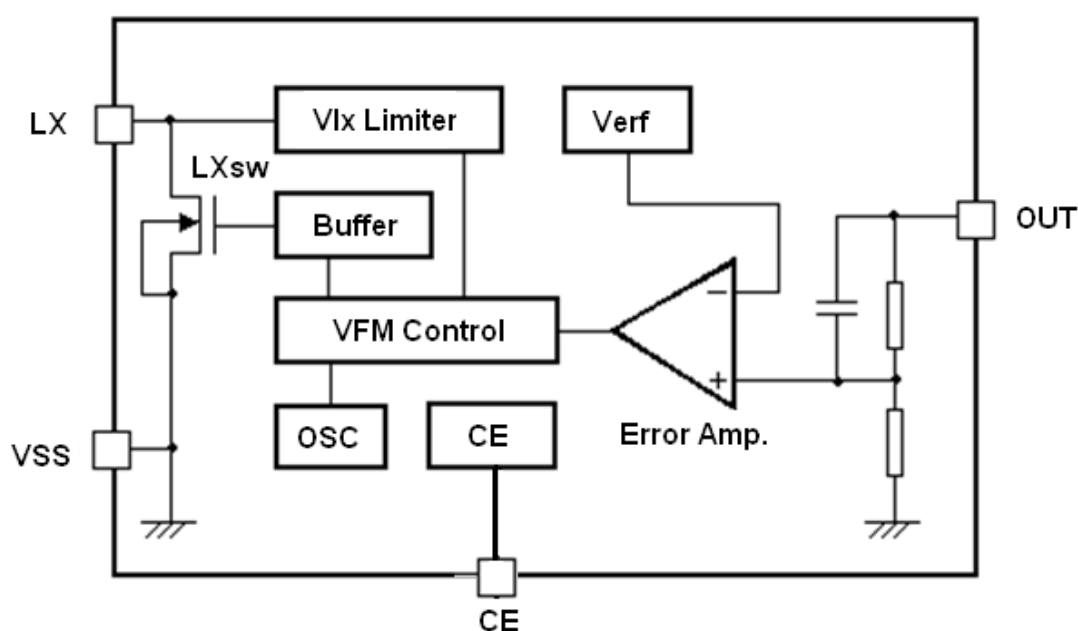 LX
Vlx Limiter
Verf
LXsw
Buffer
OUT
−
VFM Control
+
OSC
CE
Error Amp.
VSS
CE